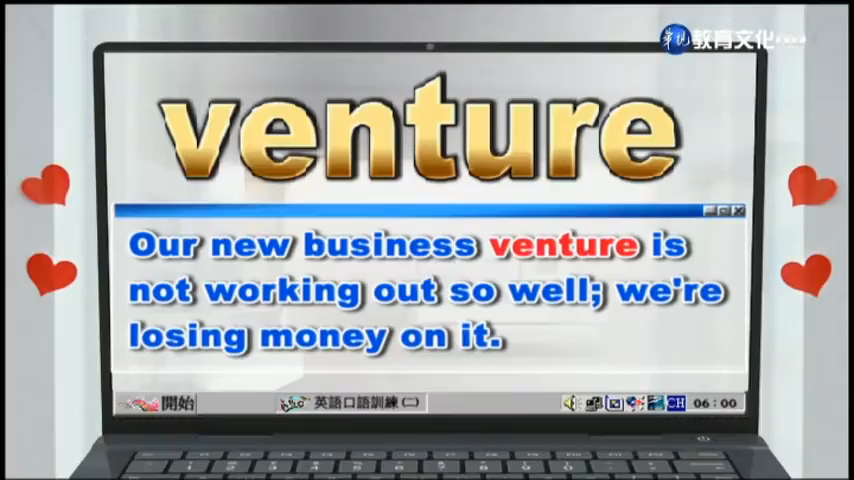 華視教育文化
venture
Our new business venture is
not working out so well; we're
losing money on it.
開始
英語口語訓練(二)
CH
06:00